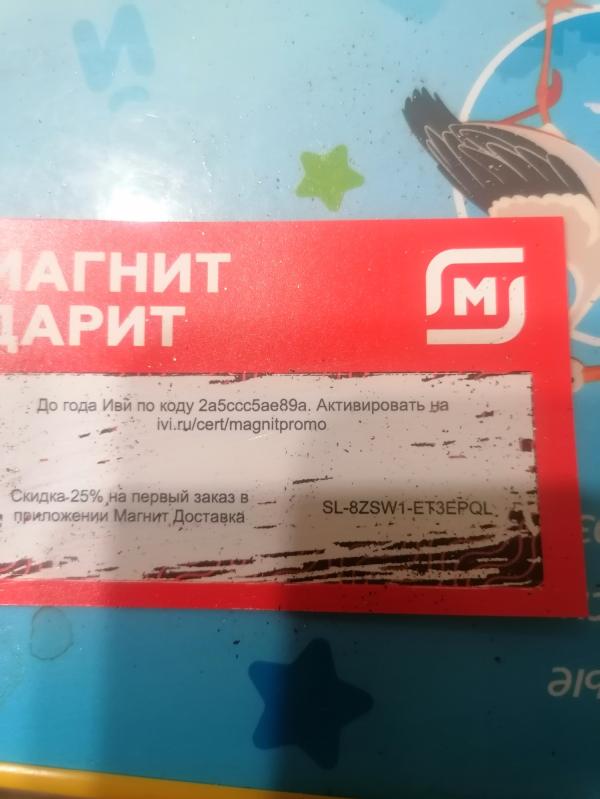 МАГНИТ
ДАРИТ
М
До года Иви по коду 2a5ccc5ae89a. Активировать на
ivi.ru/cert/magnitpromo
Скидка 25% на первый заказ в
приложении Магнит Доставка
SL-8ZSW1-ET3EPQL